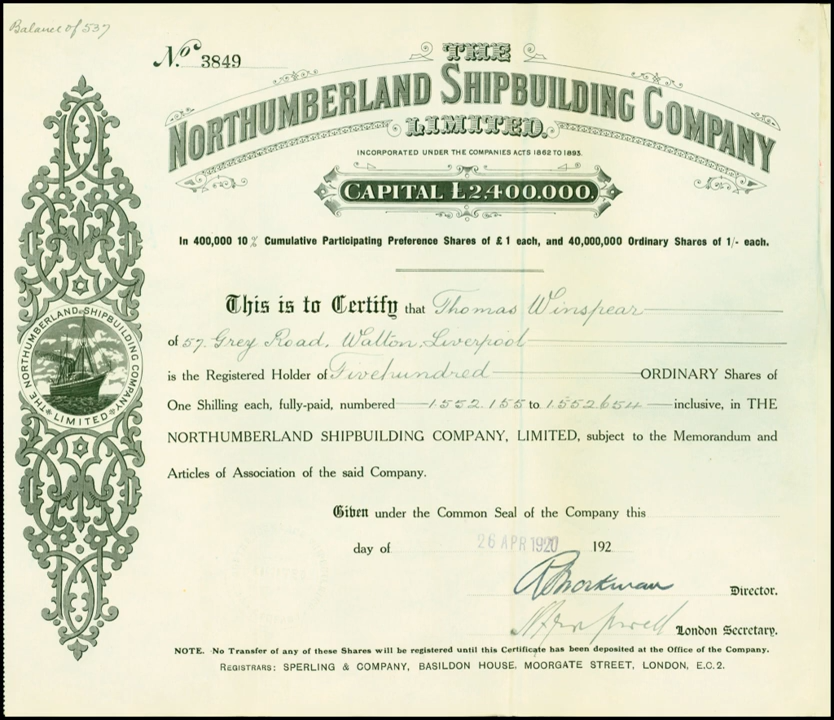 Balance of 537
No. 3849
THE
NORTHUMBERLAND SHIPBUILDING COMPANY
LIMITED.
INCORPORATED UNDER THE COMPANIES ACTS 1862 TO 1893.
CAPITAL £2,400,000.
In 400,000 10% Cumulative Participating Preference Shares of £1 each, and 40,000,000 Ordinary Shares of 1/- each.
This is to Certify that Thomas Winspear
of 57. Grey Road, Walton, Liverpool
is the Registered Holder of Fivehundred ORDINARY Shares of
One Shilling each, fully-paid, numbered 1552155 to 1552654 inclusive, in THE
NORTHUMBERLAND SHIPBUILDING COMPANY, LIMITED, subject to the Memorandum and
Articles of Association of the said Company.
THE NORTHUMBERLAND SHIPBUILDING COMPANY LIMITED
Given under the Common Seal of the Company this
day of 26 APR 1920 192
Director.
London Secretary.
NOTE. No Transfer of any of these Shares will be registered until this Certificate has been deposited at the Office of the Company.
REGISTRARS: SPERLING & COMPANY, BASILDON HOUSE, MOORGATE STREET, LONDON, E.C.2.